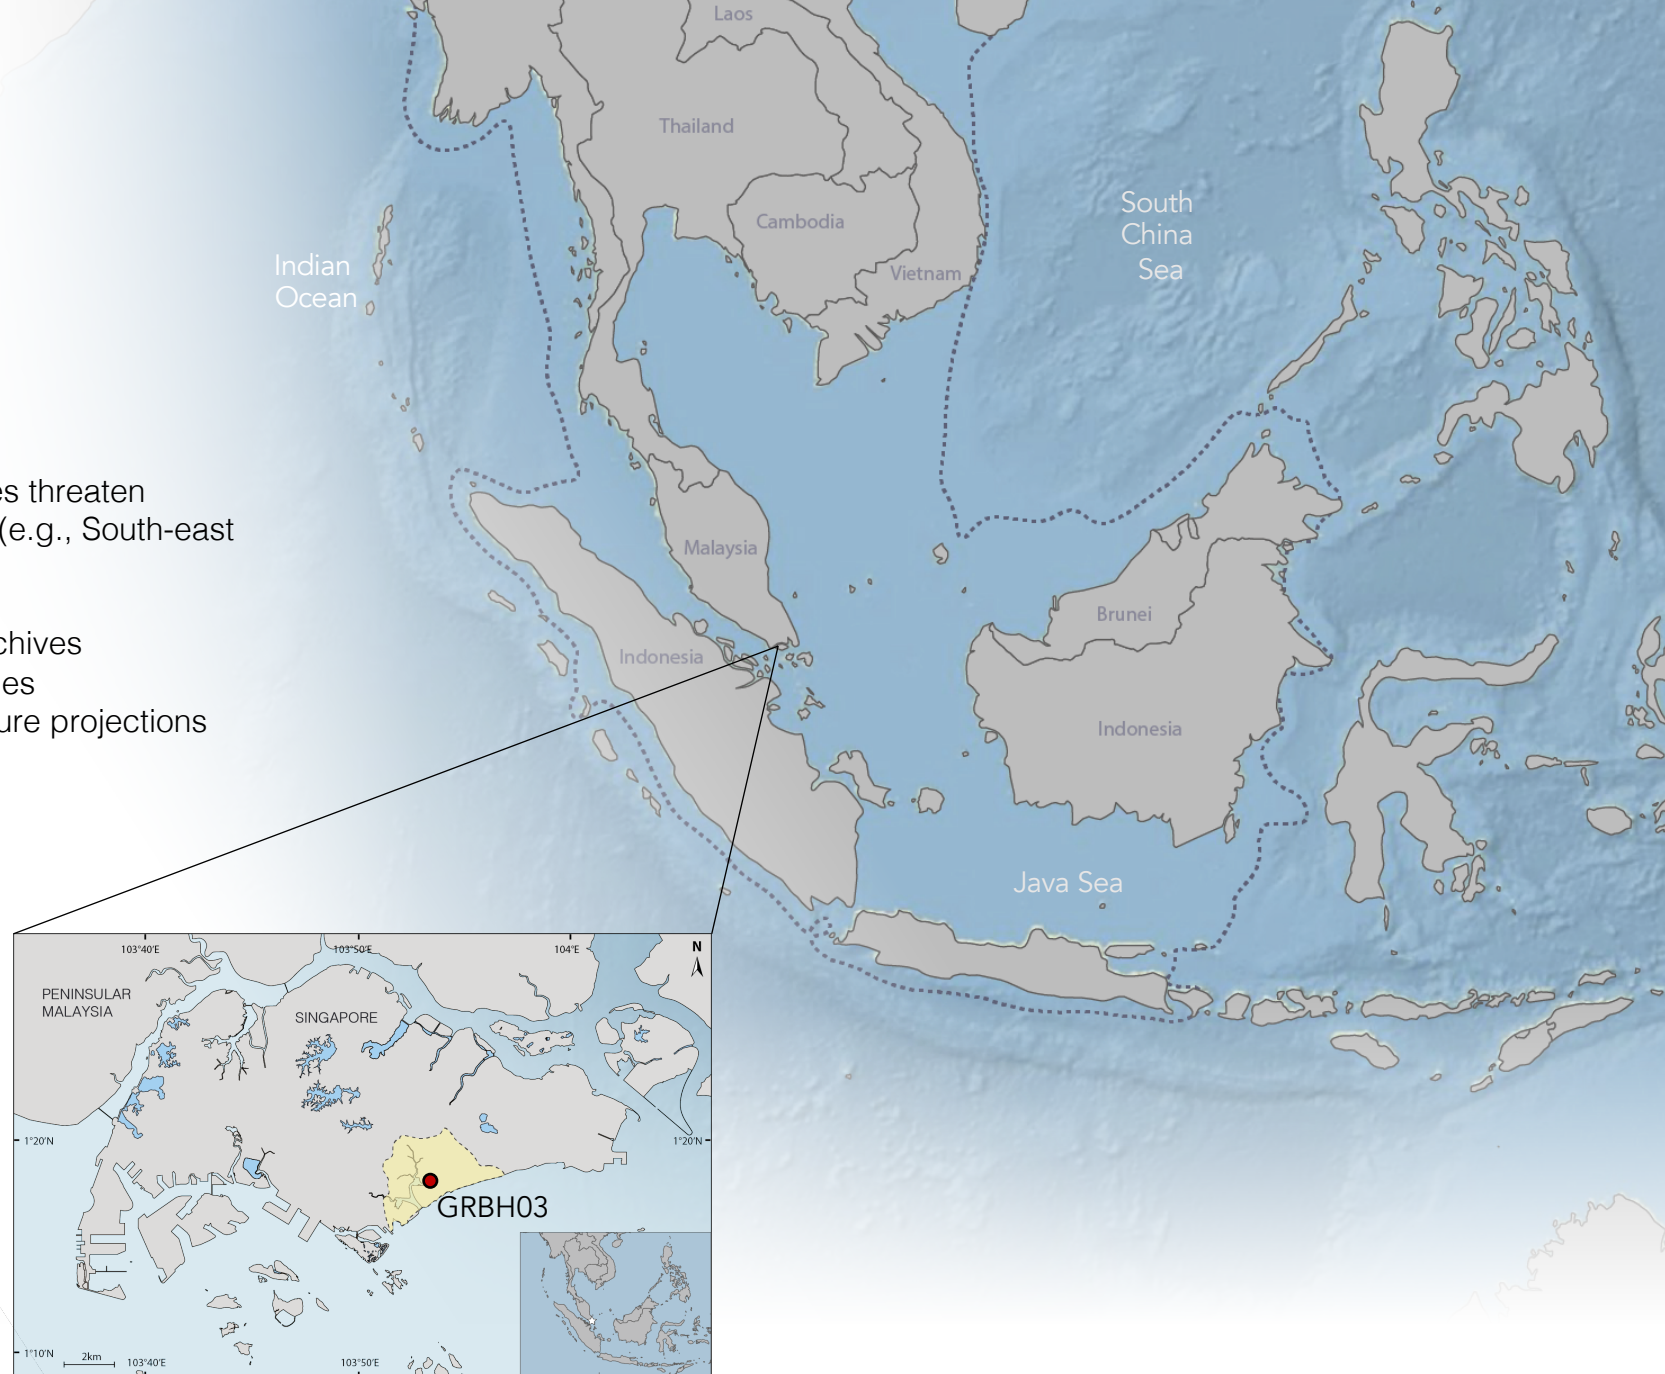 Laos
Thailand
Cambodia
Vietnam
South
China
Sea
Indian
Ocean
es threaten
(e.g., South-east
chives
es
ure projections
Malaysia
Brunei
Indonesia
Indonesia
Java Sea
103°40'E
103°50'E
104°E
N
PENINSULAR
MALAYSIA
SINGAPORE
1°20'N
1°20'N
GRBH03
1°10'N
2km
103°40'E
103°50'E